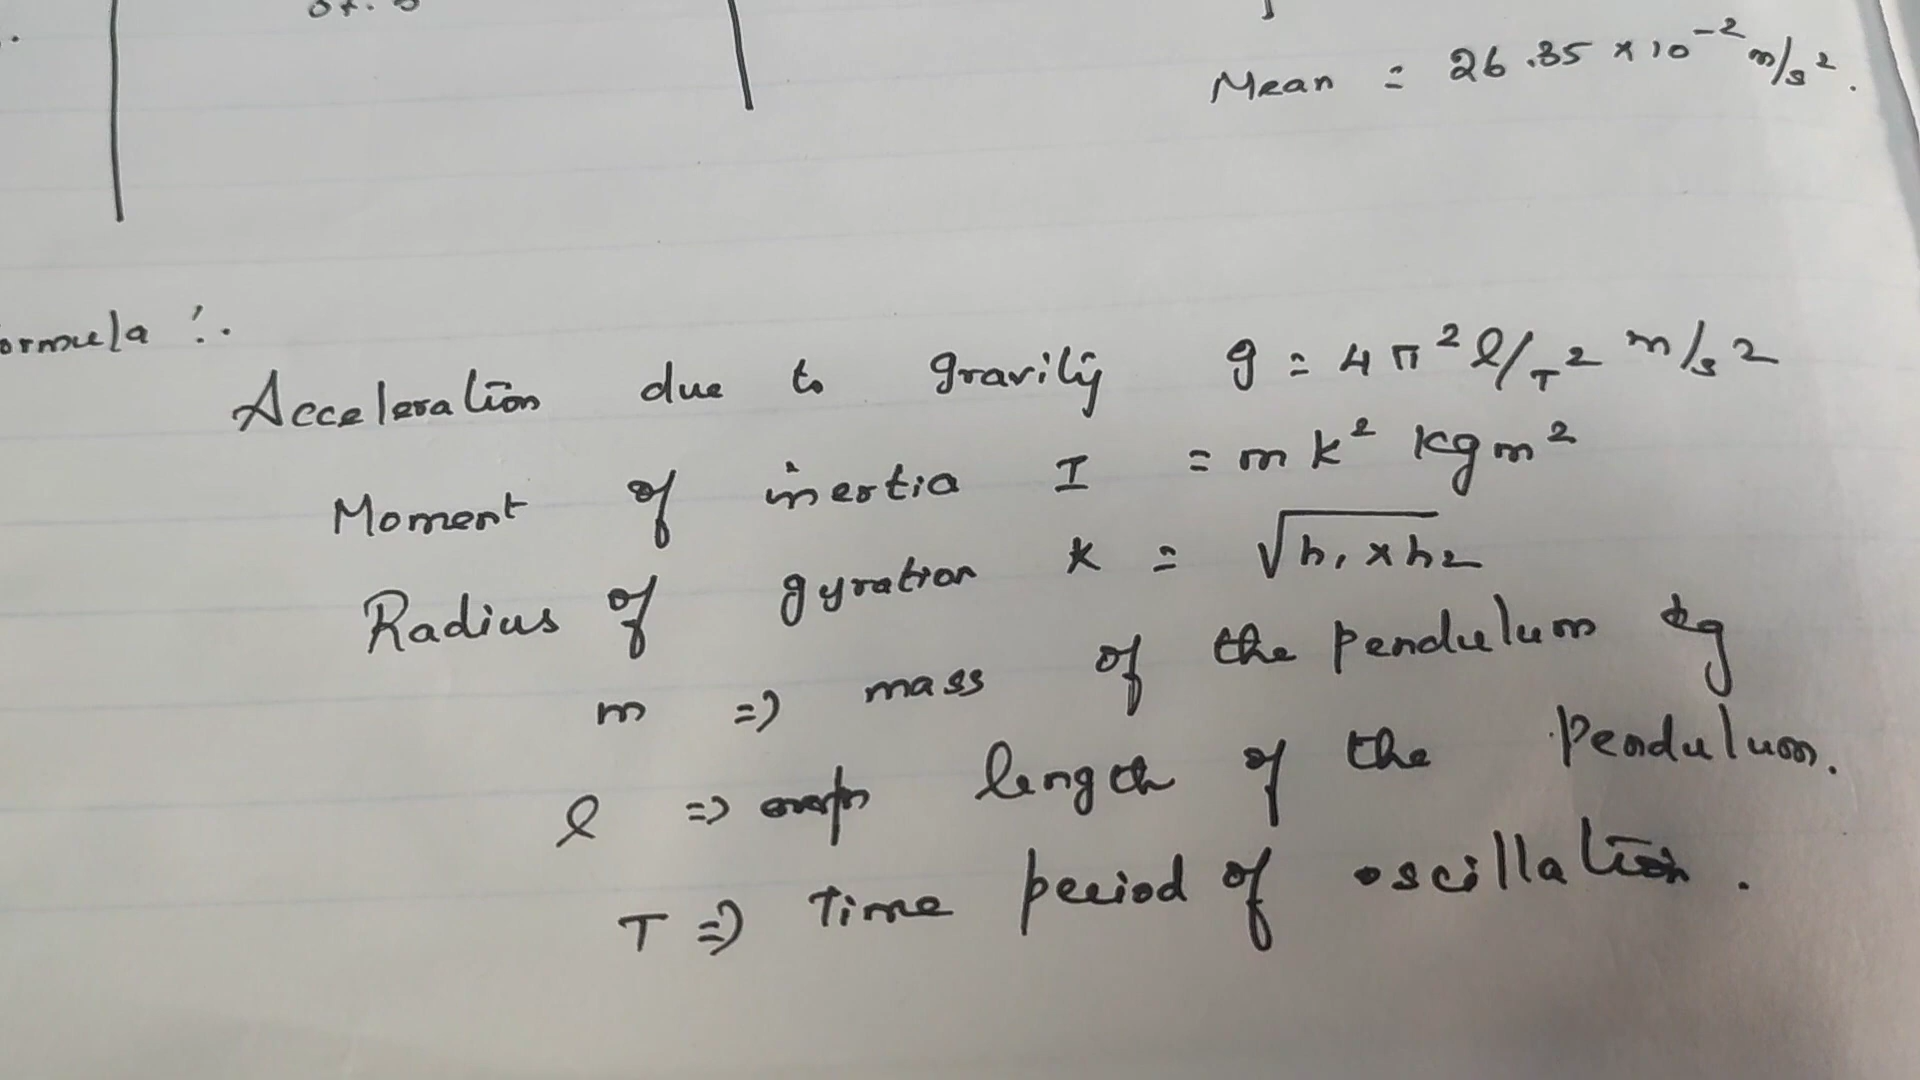 Mean = 26.35 × 10⁻² m/s².
ormula :.
Acceleration due to gravity g = 4π²l/T² m/s²
Moment of inertia I = mk² kgm²
Radius of gyration k = √h₁ × h₂
m => mass of the pendulum kg
l => length of the pendulum.
T => Time period of oscillation.